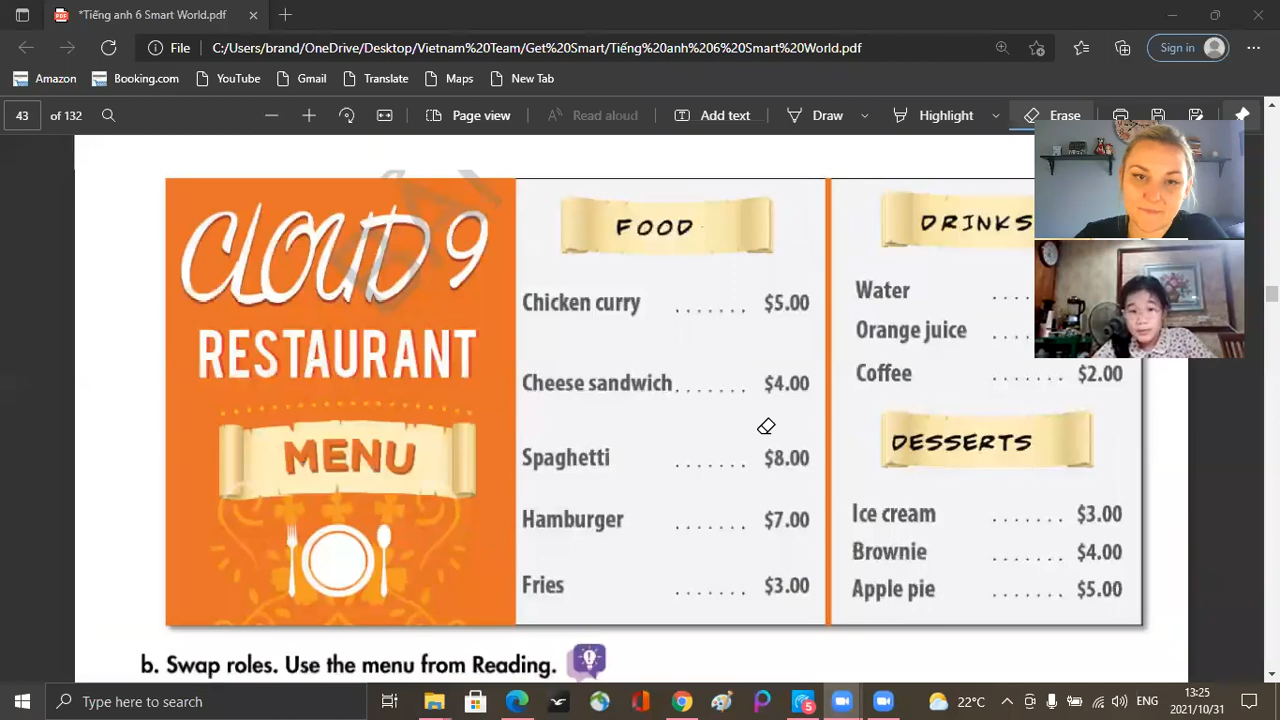 *Tiếng anh 6 Smart World.pdf
File
C:/Users/brand/OneDrive/Desktop/Vietnam%20Team/Get%20Smart/Tiếng%20anh%206%20Smart%20World.pdf
Sign in
Amazon
Booking.com
YouTube
Gmail
Translate
Maps
New Tab
43 of 132
Page view
Read aloud
Add text
Draw
Highlight
Erase
CLOUD 9
RESTAURANT
MENU
FOOD
Chicken curry ....... $5.00
Cheese sandwich ....... $4.00
Spaghetti ....... $8.00
Hamburger ....... $7.00
Fries ....... $3.00
DRINKS
Water ....
Orange juice ....
Coffee ....... $2.00
DESSERTS
Ice cream ....... $3.00
Brownie ....... $4.00
Apple pie ....... $5.00
b. Swap roles. Use the menu from Reading.
Type here to search
22°C
ENG
13:25
2021/10/31